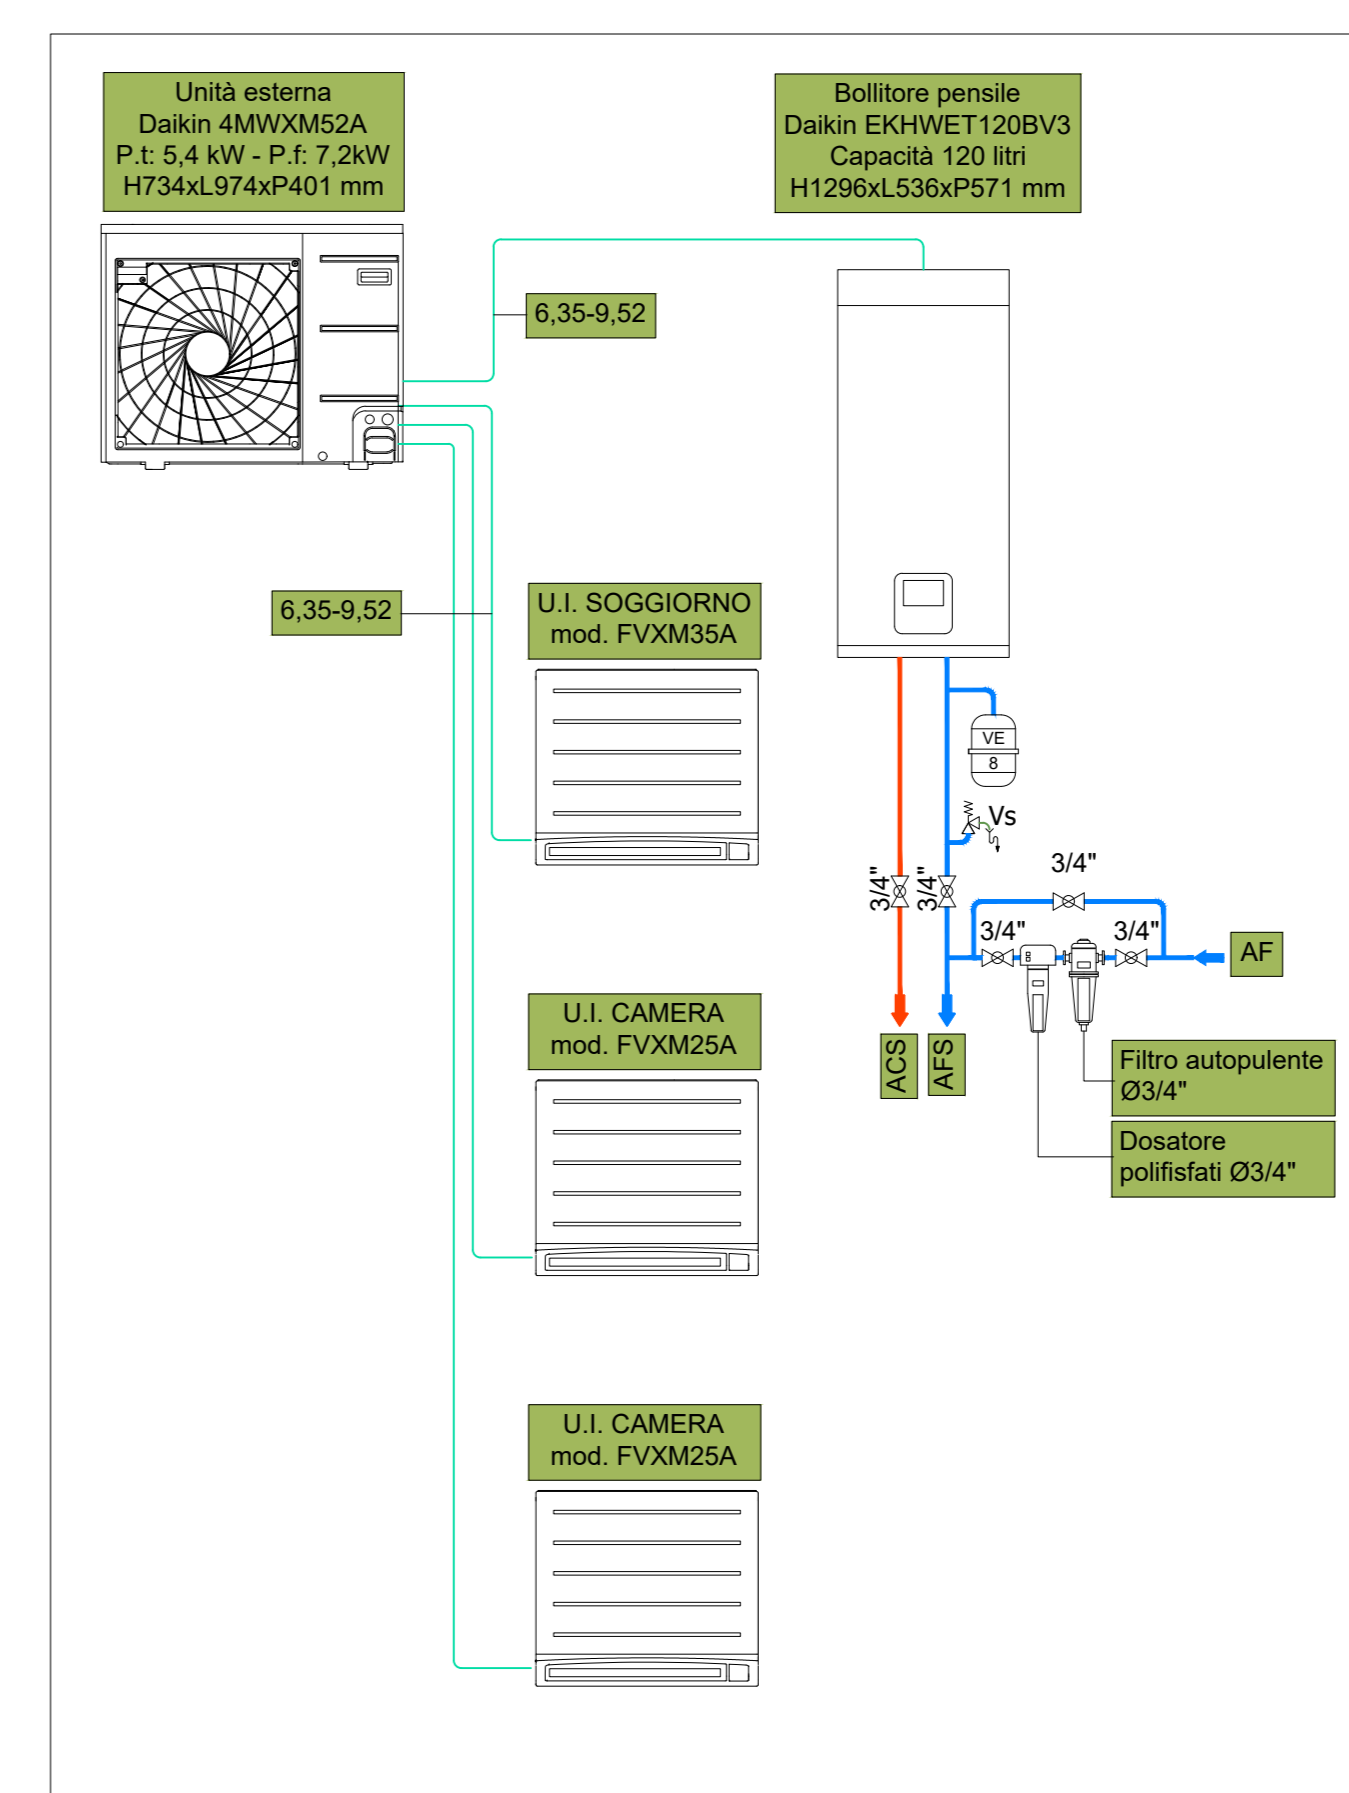 Unità esterna
Daikin 4MWXM52A
P.t: 5,4 kW - P.f: 7,2kW
H734xL974xP401 mm
Bollitore pensile
Daikin EKHWET120BV3
Capacità 120 litri
H1296xL536xP571 mm
6,35-9,52
6,35-9,52
U.I. SOGGIORNO
mod. FVXM35A
VE
8
Vs
3/4"
3/4"
3/4"
3/4"
3/4"
AF
U.I. CAMERA
mod. FVXM25A
ACS
AFS
Filtro autopulente
Ø3/4"
Dosatore
polifisfati Ø3/4"
U.I. CAMERA
mod. FVXM25A